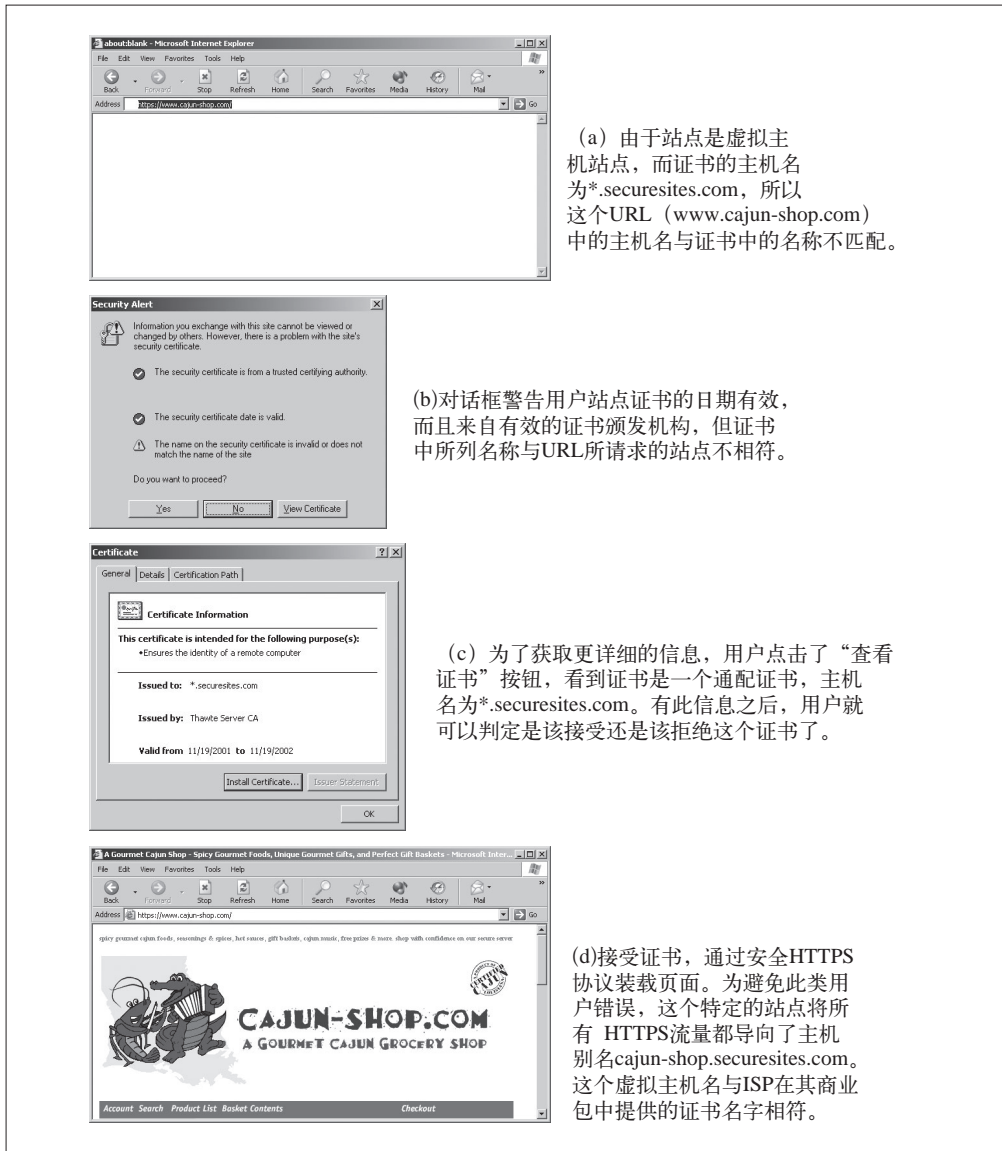 about:blank - Microsoft Internet Explorer
File Edit View Favorites Tools Help
Back Forward Stop Refresh Home Search Favorites Media History Mail
Address https://www.cajun-shop.com/ Go
（a）由于站点是虚拟主
机站点，而证书的主机名
为*.securesites.com，所以
这个URL（www.cajun-shop.com）
中的主机名与证书中的名称不匹配。
Security Alert
Information you exchange with this site cannot be viewed or
changed by others. However, there is a problem with the site's
security certificate.
The security certificate is from a trusted certifying authority.
The security certificate date is valid.
The name on the security certificate is invalid or does not
match the name of the site
Do you want to proceed?
Yes No View Certificate
(b)对话框警告用户站点证书的日期有效，
而且来自有效的证书颁发机构，但证书
中所列名称与URL所请求的站点不相符。
Certificate
General Details Certification Path
Certificate Information
This certificate is intended for the following purpose(s):
•Ensures the identity of a remote computer
Issued to: *.securesites.com
Issued by: Thawte Server CA
Valid from 11/19/2001 to 11/19/2002
Install Certificate... Issuer Statement
OK
（c）为了获取更详细的信息，用户点击了“查看
证书”按钮，看到证书是一个通配证书，主机
名为*.securesites.com。有此信息之后，用户就
可以判定是该接受还是该拒绝这个证书了。
A Gourmet Cajun Shop - Spicy Gourmet Foods, Unique Gourmet Gifts, and Perfect Gift Baskets - Microsoft Inter...
File Edit View Favorites Tools Help
Back Forward Stop Refresh Home Search Favorites Media History Mail
Address https://www.cajun-shop.com/ Go
spicy gourmet cajun foods, seasonings & spices, hot sauces, gift baskets, cajun music, free prizes & more. shop with confidence on our secure server
CERTIFIED CAJUN
CAJUN-SHOP.COM
A GOURMET CAJUN GROCERY SHOP
Account Search Product List Basket Contents Checkout
(d)接受证书，通过安全HTTPS
协议装载页面。为避免此类用
户错误，这个特定的站点将所
有 HTTPS流量都导向了主机
别名cajun-shop.securesites.com。
这个虚拟主机名与ISP在其商业
包中提供的证书名字相符。